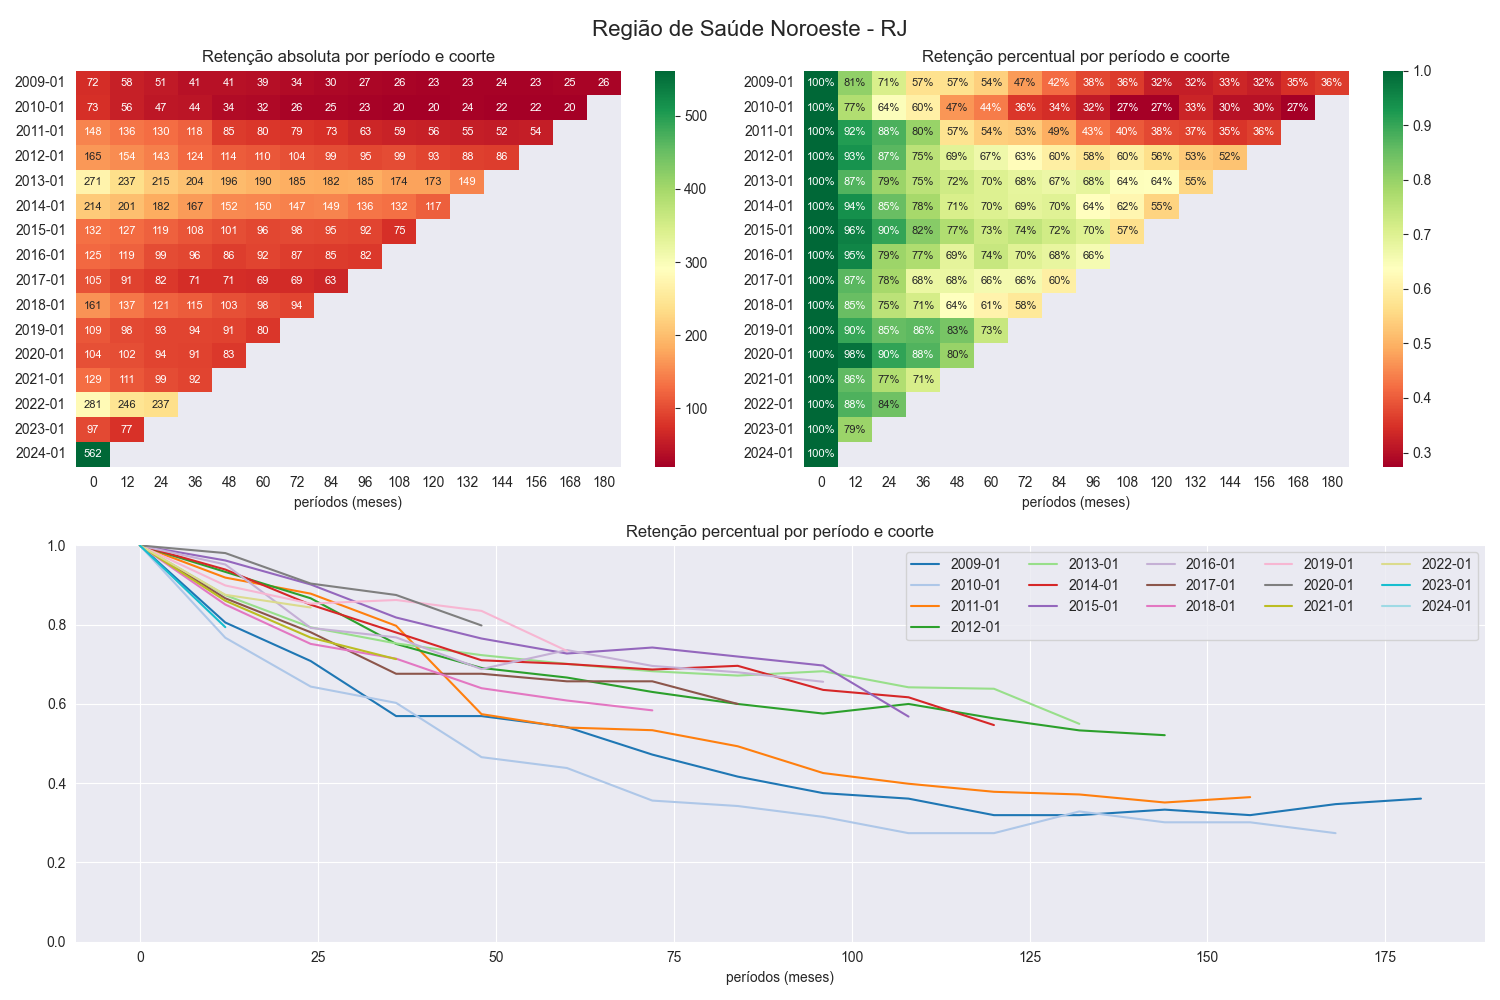 Região de Saúde Noroeste - RJ
Retenção absoluta por período e coorte
2009-01 72 58 51 41 41 39 34 30 27 26 23 23 24 23 25 26
2010-01 73 56 47 44 34 32 26 25 23 20 20 24 22 22 20
2011-01 148 136 130 118 85 80 79 73 63 59 56 55 52 54
2012-01 165 154 143 124 114 110 104 99 95 99 93 88 86
2013-01 271 237 215 204 196 190 185 182 185 174 173 149
2014-01 214 201 182 167 152 150 147 149 136 132 117
2015-01 132 127 119 108 101 96 98 95 92 75
2016-01 125 119 99 96 86 92 87 85 82
2017-01 105 91 82 71 71 69 69 63
2018-01 161 137 121 115 103 98 94
2019-01 109 98 93 94 91 80
2020-01 104 102 94 91 83
2021-01 129 111 99 92
2022-01 281 246 237
2023-01 97 77
2024-01 562
0 12 24 36 48 60 72 84 96 108 120 132 144 156 168 180
períodos (meses)
500
400
300
200
100
Retenção percentual por período e coorte
2009-01 100% 81% 71% 57% 57% 54% 47% 42% 38% 36% 32% 32% 33% 32% 35% 36%
2010-01 100% 77% 64% 60% 47% 44% 36% 34% 32% 27% 27% 33% 30% 30% 27%
2011-01 100% 92% 88% 80% 57% 54% 53% 49% 43% 40% 38% 37% 35% 36%
2012-01 100% 93% 87% 75% 69% 67% 63% 60% 58% 60% 56% 53% 52%
2013-01 100% 87% 79% 75% 72% 70% 68% 67% 68% 64% 64% 55%
2014-01 100% 94% 85% 78% 71% 70% 69% 70% 64% 62% 55%
2015-01 100% 96% 90% 82% 77% 73% 74% 72% 70% 57%
2016-01 100% 95% 79% 77% 69% 74% 70% 68% 66%
2017-01 100% 87% 78% 68% 68% 66% 66% 60%
2018-01 100% 85% 75% 71% 64% 61% 58%
2019-01 100% 90% 85% 86% 83% 73%
2020-01 100% 98% 90% 88% 80%
2021-01 100% 86% 77% 71%
2022-01 100% 88% 84%
2023-01 100% 79%
2024-01 100%
0 12 24 36 48 60 72 84 96 108 120 132 144 156 168 180
períodos (meses)
1.0
0.9
0.8
0.7
0.6
0.5
0.4
0.3
Retenção percentual por período e coorte
1.0
0.8
0.6
0.4
0.2
0.0
2009-01 2013-01 2016-01 2019-01 2022-01
2010-01 2014-01 2017-01 2020-01 2023-01
2011-01 2015-01 2018-01 2021-01 2024-01
2012-01
0 25 50 75 100 125 150 175
períodos (meses)